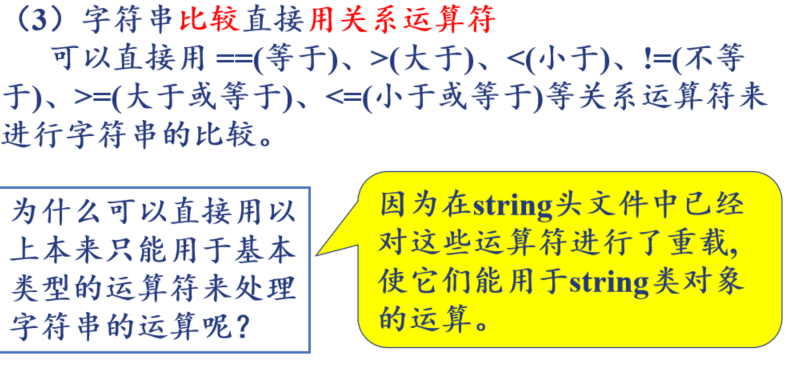 （3）字符串比较直接用关系运算符
可以直接用 ==(等于)、>(大于)、<(小于)、!=(不等
于)、>=(大于或等于)、<=(小于或等于)等关系运算符来
进行字符串的比较。
为什么可以直接用以
上本来只能用于基本
类型的运算符来处理
字符串的运算呢？
因为在string头文件中已经
对这些运算符进行了重载,
使它们能用于string类对象
的运算。